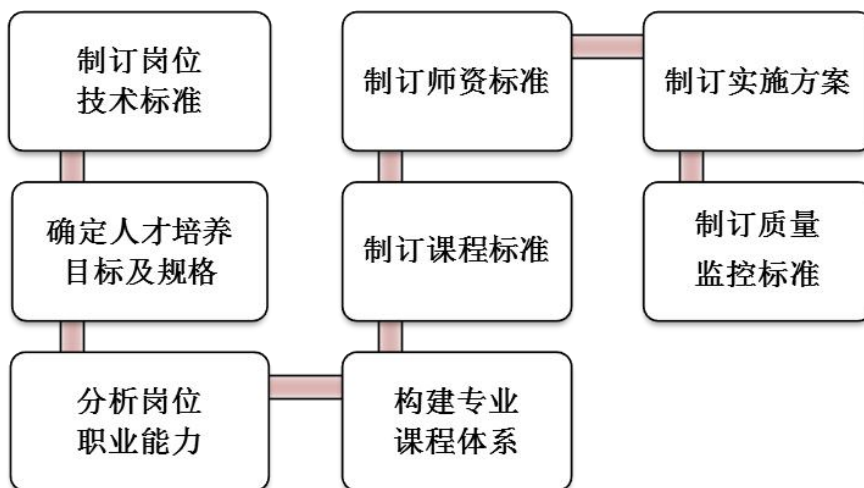 制订岗位
技术标准
确定人才培养
目标及规格
分析岗位
职业能力
构建专业
课程体系
制订课程标准
制订师资标准
制订实施方案
制订质量
监控标准